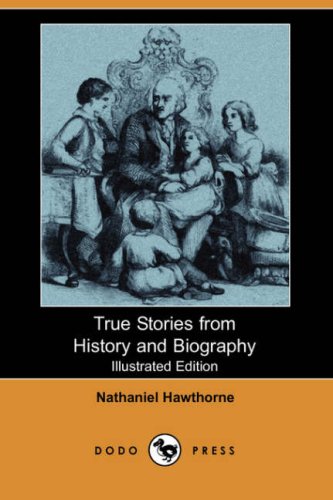 True Stories from
History and Biography
Illustrated Edition
Nathaniel Hawthorne
DODO PRESS